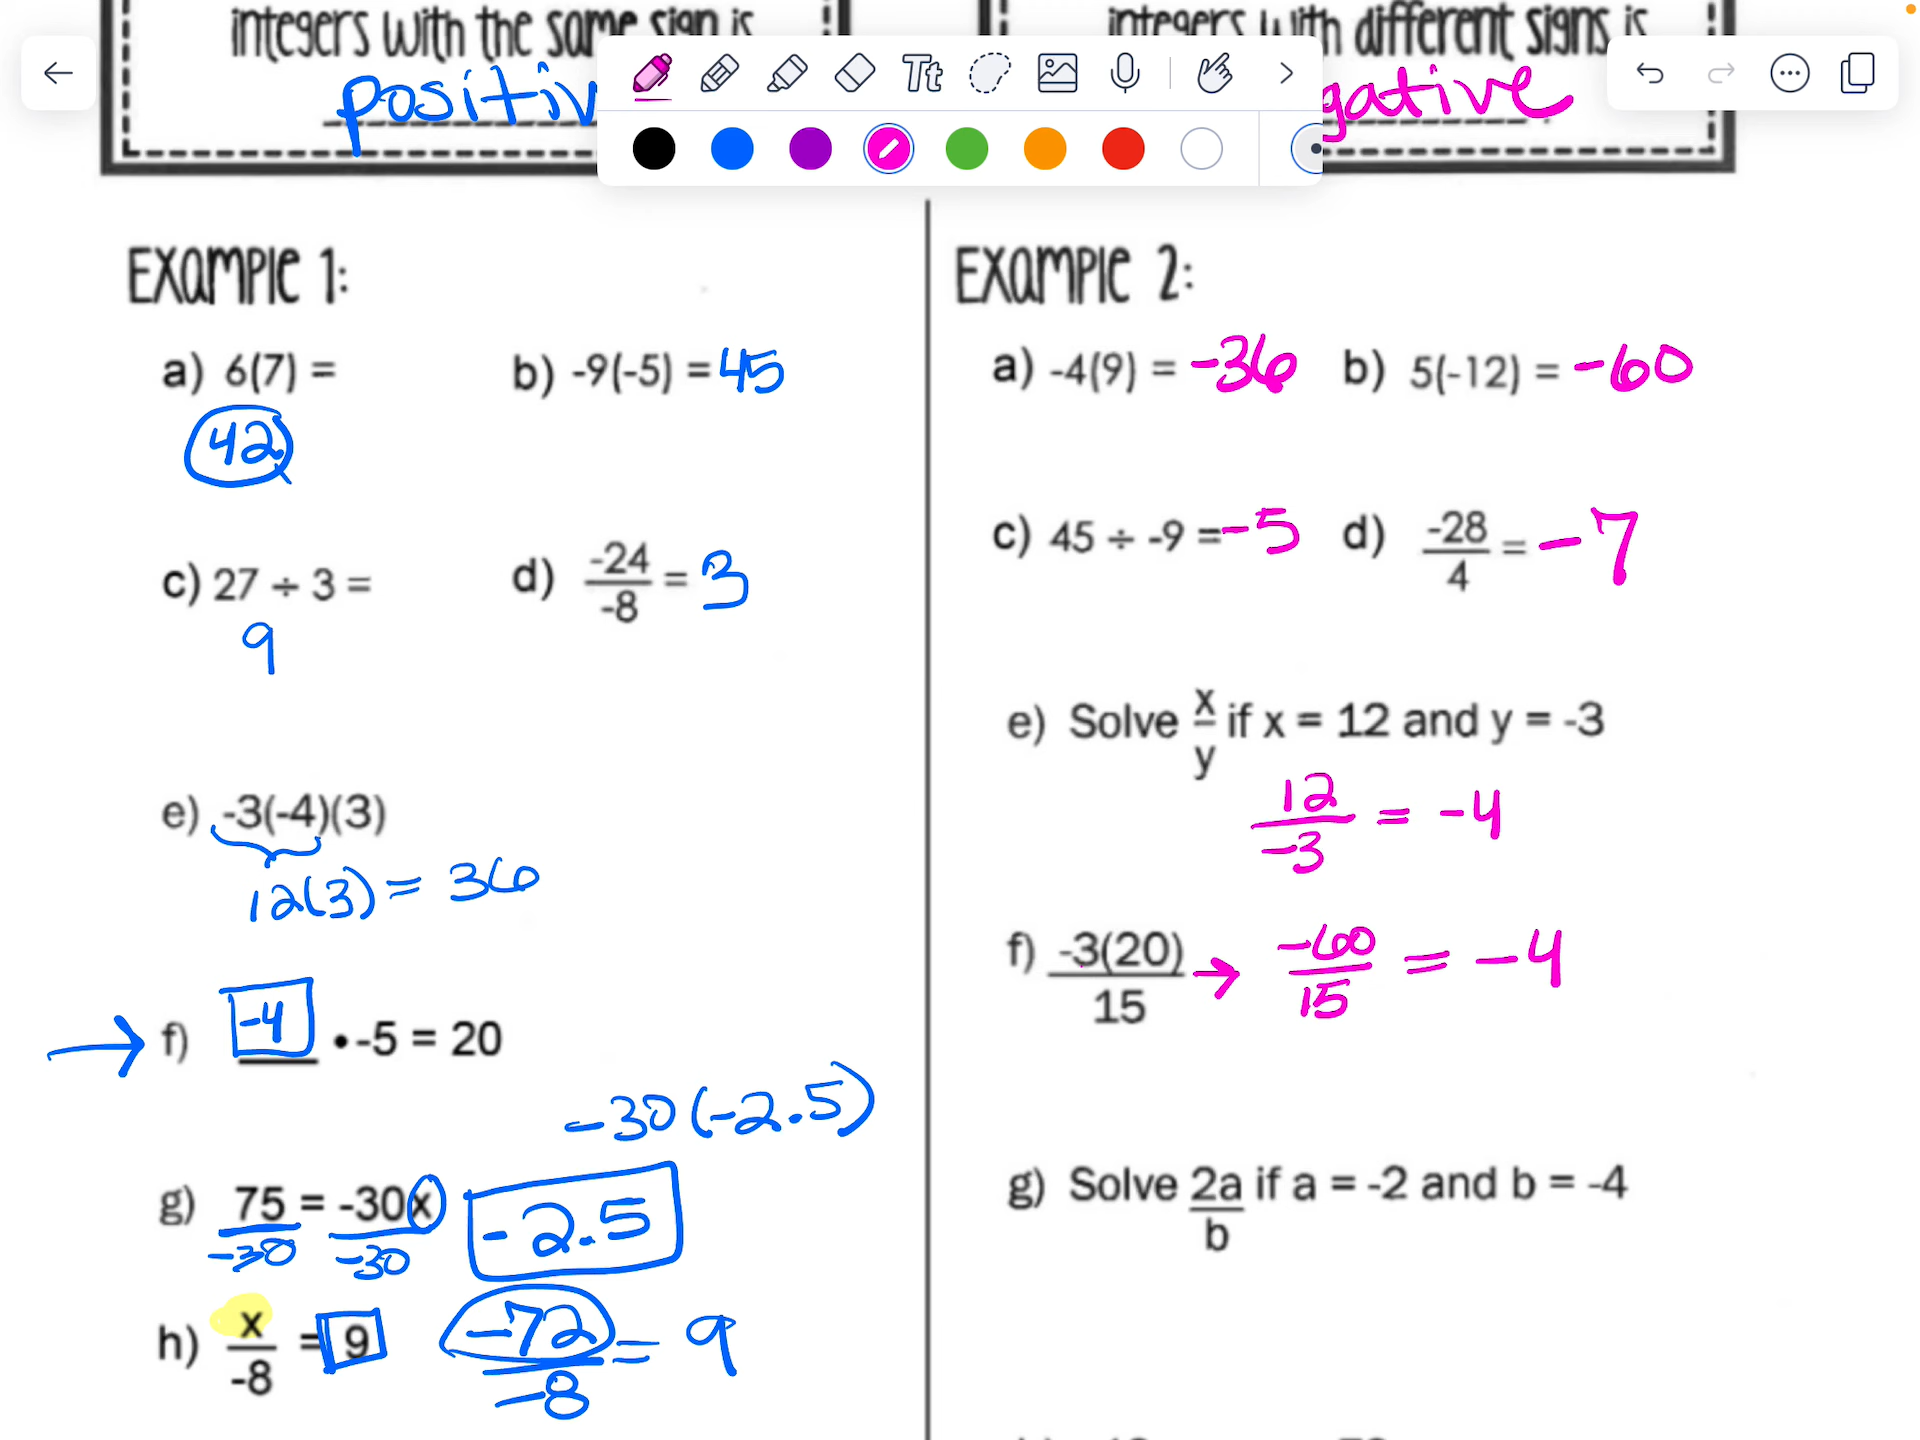 integers with the same sign is
positiv
integers with different signs is
gative
Tt
Example 1:
a) 6(7) =
42
b) -9(-5) = 45
c) 27 ÷ 3 =
9
d) -24/-8 = 3
e) -3(-4)(3)
12(3) = 36
→ f) -4 • -5 = 20
-30(-2.5)
g) 75 = -30x
-30 -30
-2.5
h) x/-8 = 9
-72/-8 = 9
Example 2:
a) -4(9) = -36
b) 5(-12) = -60
c) 45 ÷ -9 = -5
d) -28/4 = -7
e) Solve x/y if x = 12 and y = -3
12/-3 = -4
f) -3(20)/15 → -60/15 = -4
g) Solve 2a/b if a = -2 and b = -4